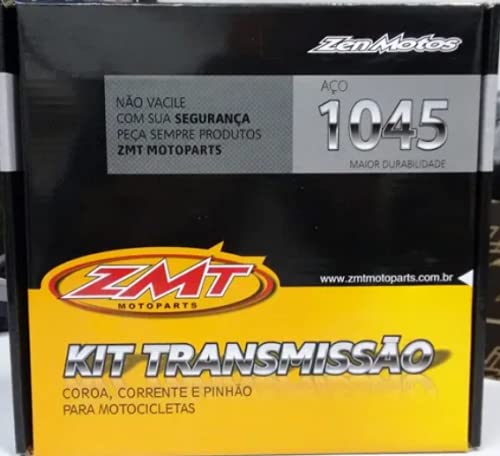 Zen Motos
NÃO VACILE
COM SUA SEGURANÇA
PEÇA SEMPRE PRODUTOS
ZMT MOTOPARTS
AÇO
1045
MAIOR DURABILIDADE
ZMT
MOTOPARTS
www.zmtmotoparts.com.br
KIT TRANSMISSÃO
COROA, CORRENTE E PINHÃO
PARA MOTOCICLETAS